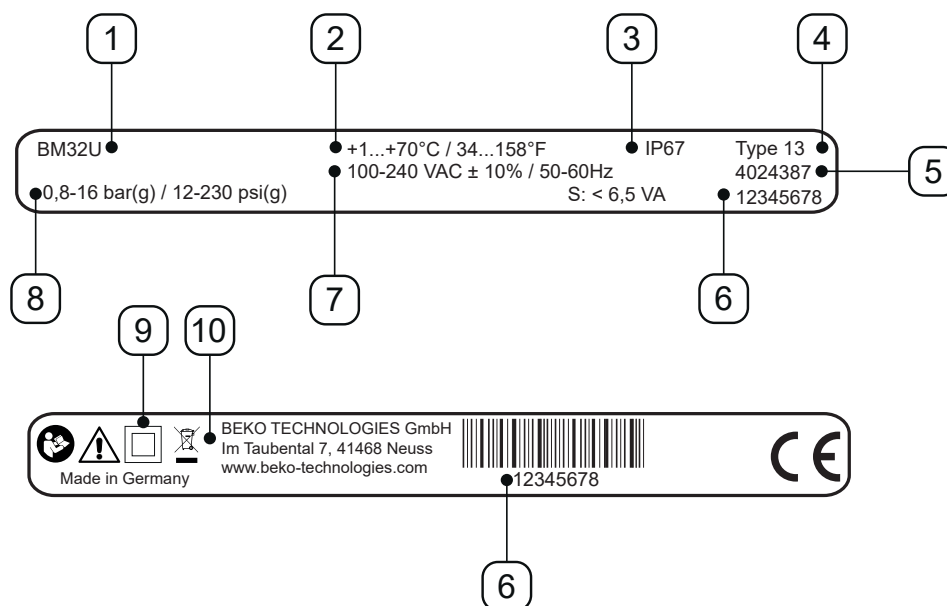 1 2 3 4
BM32U +1...+70°C / 34...158°F IP67 Type 13
100-240 VAC ± 10% / 50-60Hz 4024387 5
0,8-16 bar(g) / 12-230 psi(g) S: < 6,5 VA 12345678
8 7 6
9 10
BEKO TECHNOLOGIES GmbH
Im Taubental 7, 41468 Neuss
www.beko-technologies.com
Made in Germany
12345678
CE
6